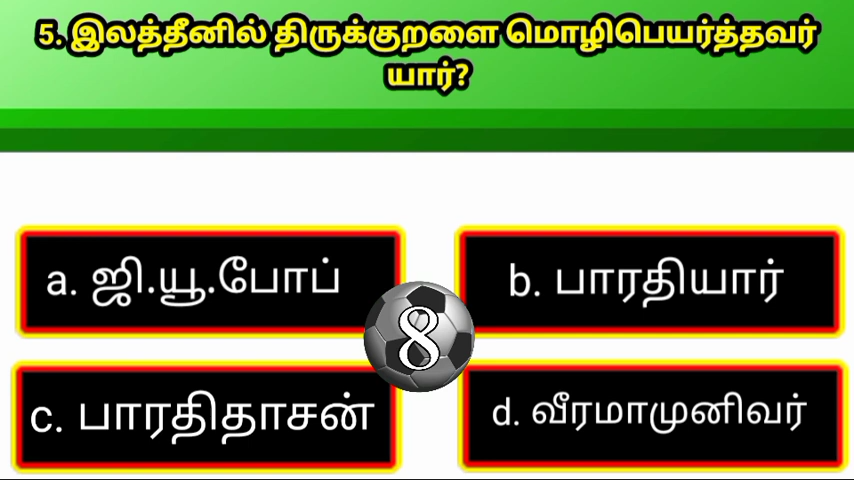 5. இலத்தீனில் திருக்குறளை மொழிபெயர்த்தவர்
யார்?
a. ஜி.யூ.போப்
b. பாரதியார்
8
c. பாரதிதாசன்
d. வீரமாமுனிவர்